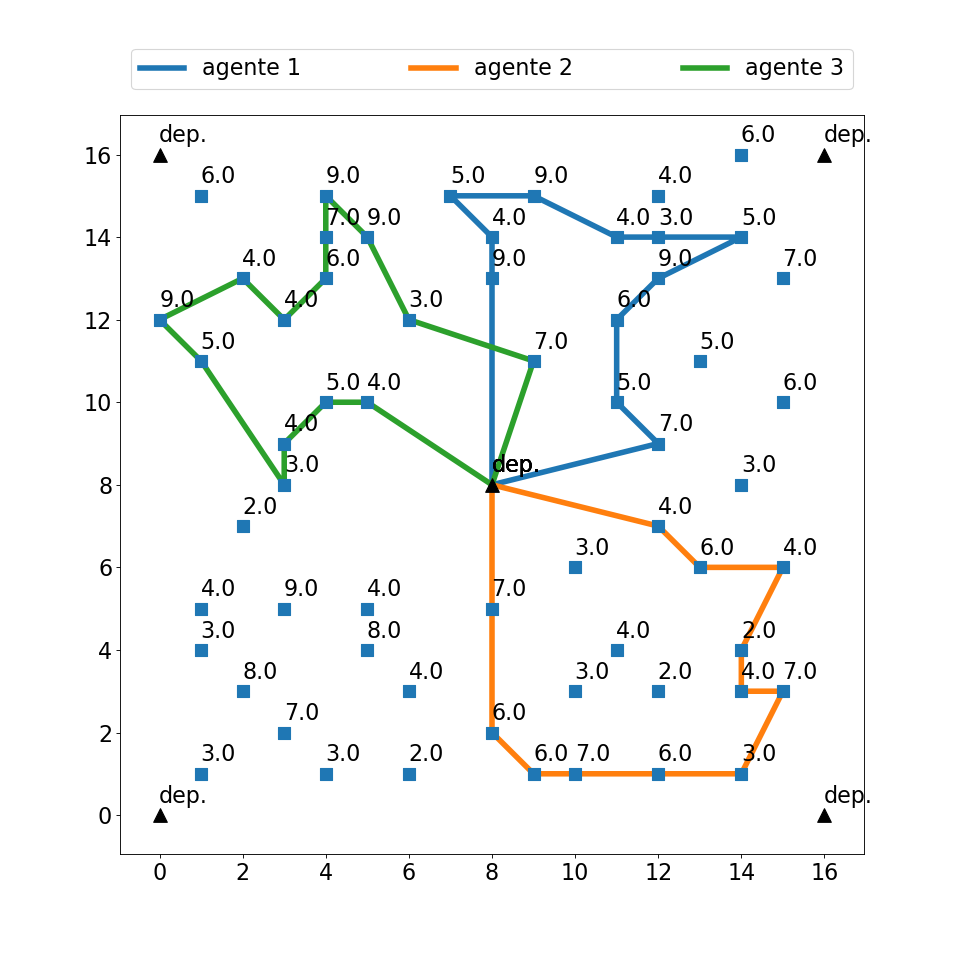 agente 1 agente 2 agente 3
6.0
dep. dep.
16
6.0 9.0 5.0 9.0 4.0
7.0 9.0 4.0 4.0 3.0 5.0
14
4.0 6.0 9.0 9.0 7.0
9.0 4.0 3.0 6.0
12
5.0 7.0 5.0
5.0 4.0 5.0 6.0
10
4.0 7.0
3.0 dep. dep. 3.0
8
2.0 4.0
3.0 6.0 4.0
6
4.0 9.0 4.0 7.0
3.0 8.0 4.0 2.0
4
8.0 4.0 3.0 2.0 4.0 7.0
7.0 6.0
2
3.0 3.0 2.0 6.0 7.0 6.0 3.0
dep. dep.
0
0 2 4 6 8 10 12 14 16